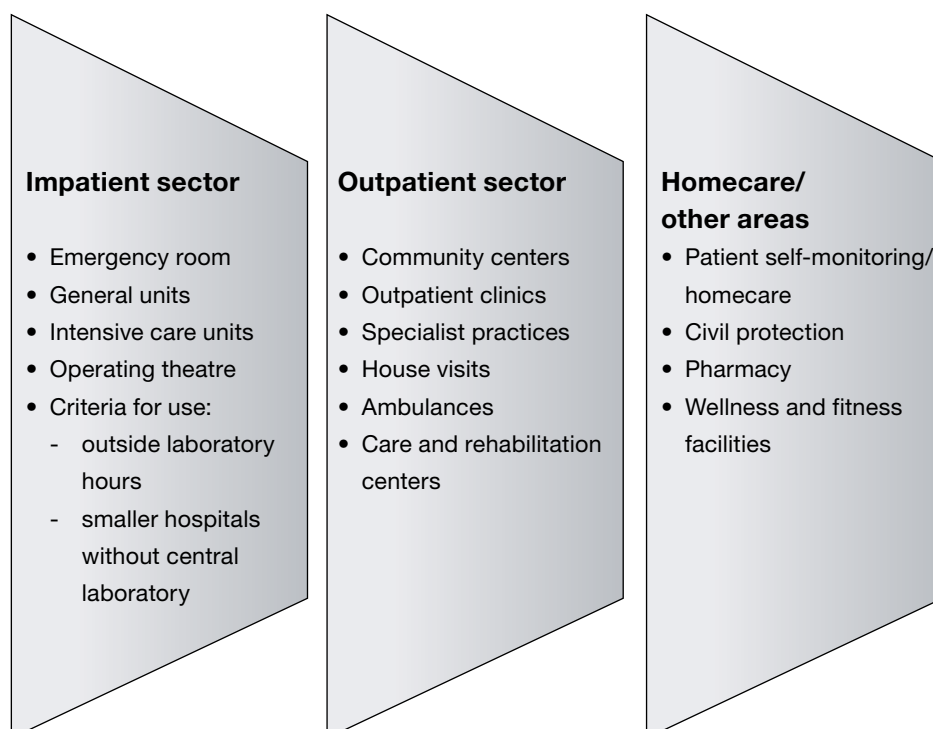 Impatient sector
• Emergency room
• General units
• Intensive care units
• Operating theatre
• Criteria for use:
- outside laboratory
hours
- smaller hospitals
without central
laboratory
Outpatient sector
• Community centers
• Outpatient clinics
• Specialist practices
• House visits
• Ambulances
• Care and rehabilitation
centers
Homecare/
other areas
• Patient self-monitoring/
homecare
• Civil protection
• Pharmacy
• Wellness and fitness
facilities